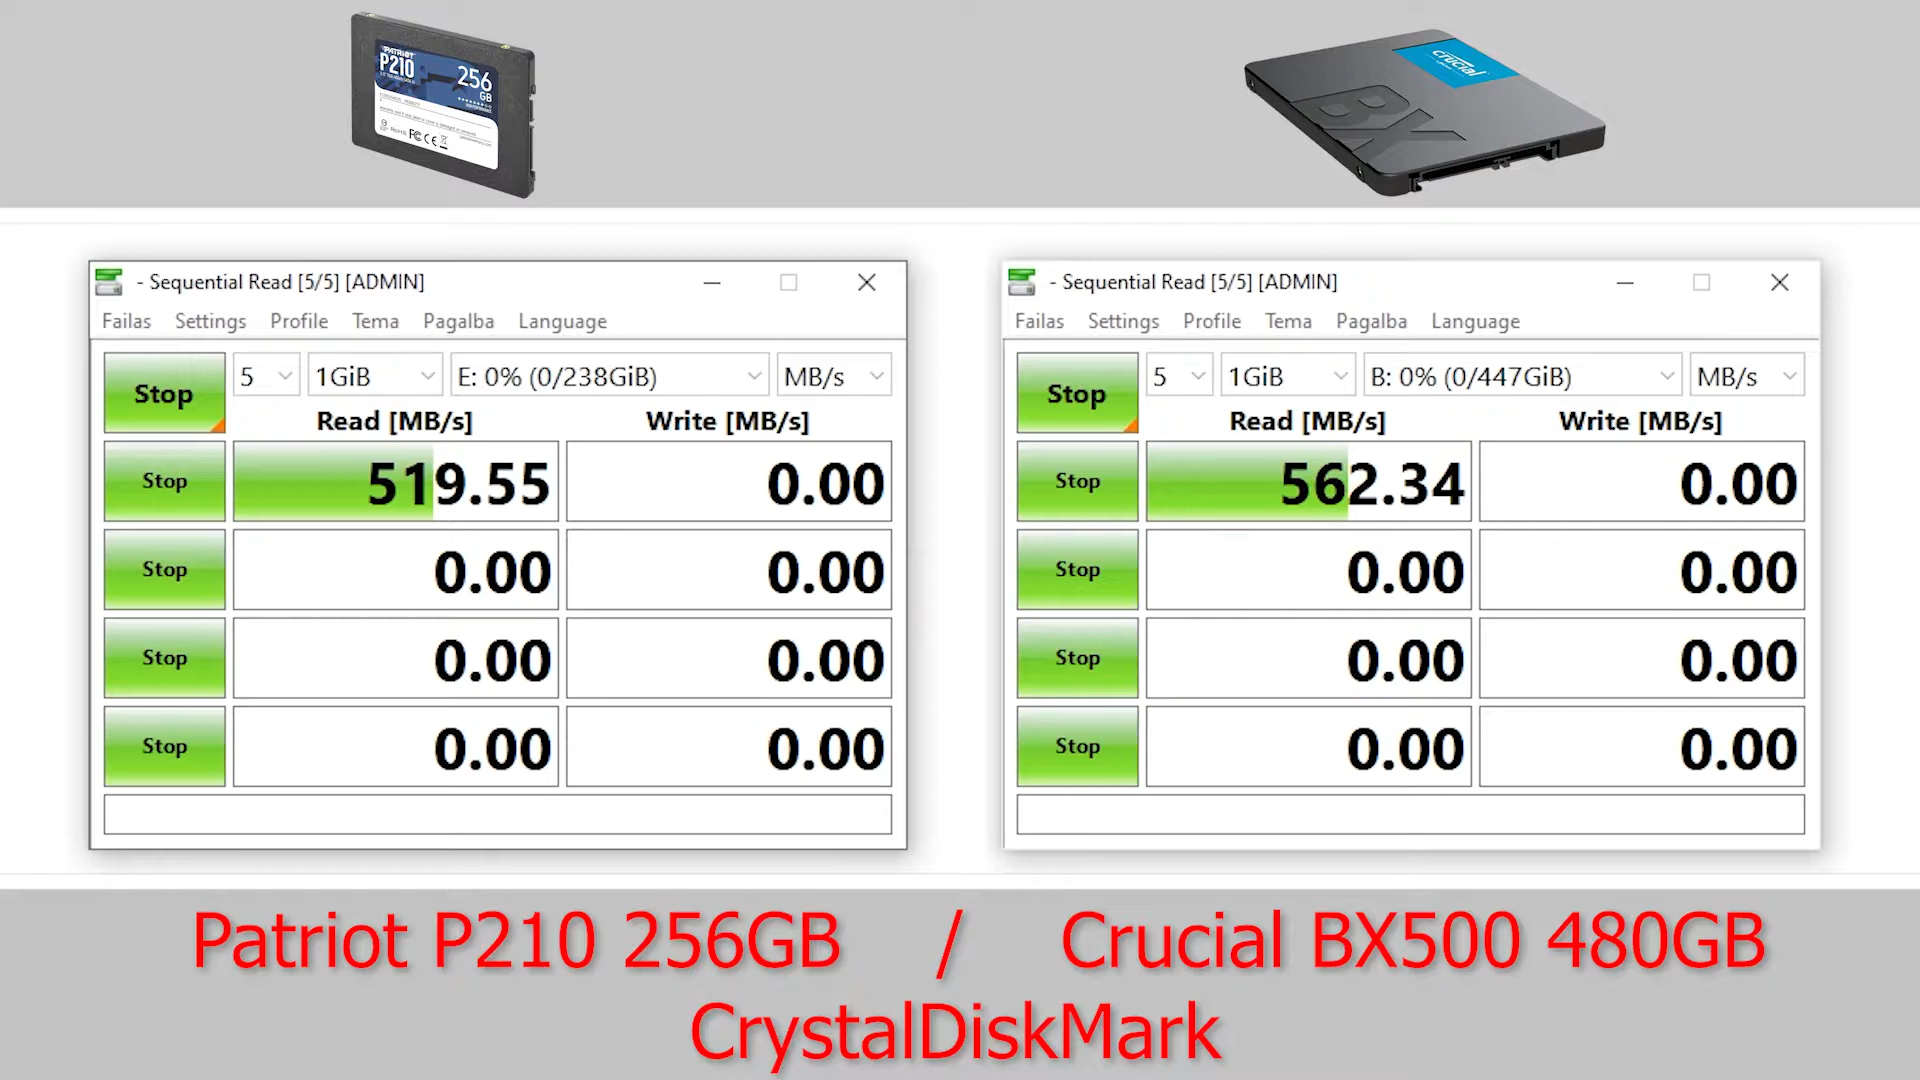 PATRIOT
P210
256
GB
FC CE
crucial
BX
- Sequential Read [5/5] [ADMIN]
Failas Settings Profile Tema Pagalba Language
Stop 5 1GiB E: 0% (0/238GiB) MB/s
Read [MB/s] Write [MB/s]
Stop 519.55 0.00
Stop 0.00 0.00
Stop 0.00 0.00
Stop 0.00 0.00
- Sequential Read [5/5] [ADMIN]
Failas Settings Profile Tema Pagalba Language
Stop 5 1GiB B: 0% (0/447GiB) MB/s
Read [MB/s] Write [MB/s]
Stop 562.34 0.00
Stop 0.00 0.00
Stop 0.00 0.00
Stop 0.00 0.00
Patriot P210 256GB / Crucial BX500 480GB
CrystalDiskMark